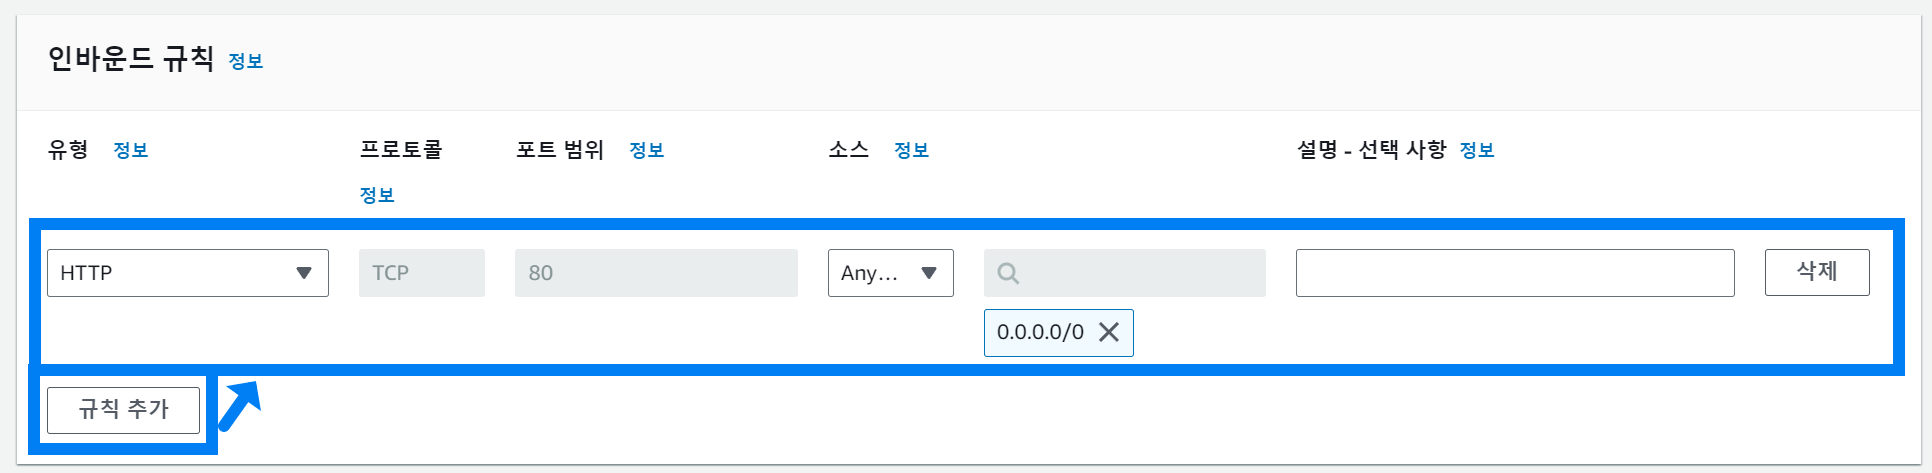 인바운드 규칙 정보
유형 정보 프로토콜 포트 범위 정보 소스 정보 설명 - 선택 사항 정보
정보
HTTP TCP 80 Any... 삭제
0.0.0.0/0
규칙 추가